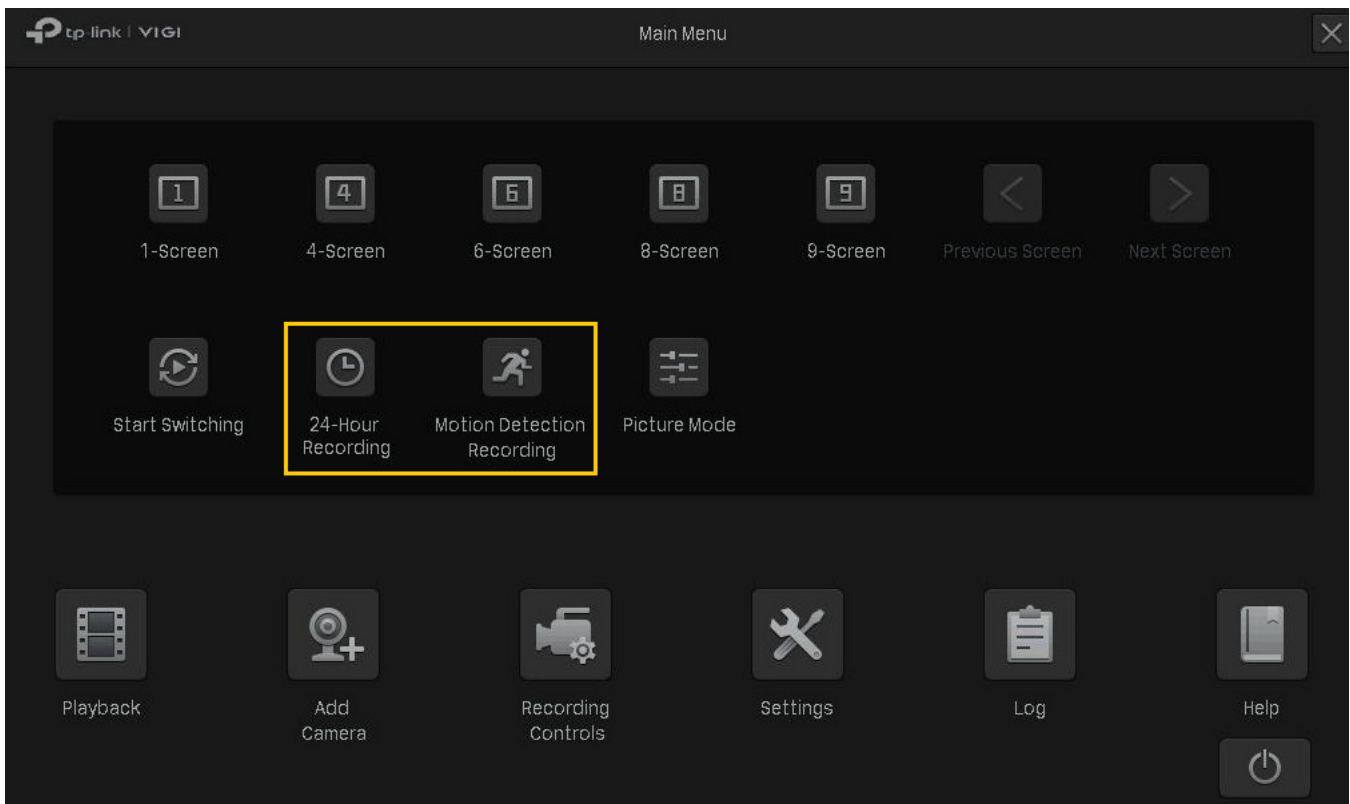 tp-link | VIGI
Main Menu
1
4
6
8
9
1-Screen
4-Screen
6-Screen
8-Screen
9-Screen
Previous Screen
Next Screen
Start Switching
24-Hour
Recording
Motion Detection
Recording
Picture Mode
Playback
Add
Camera
Recording
Controls
Settings
Log
Help